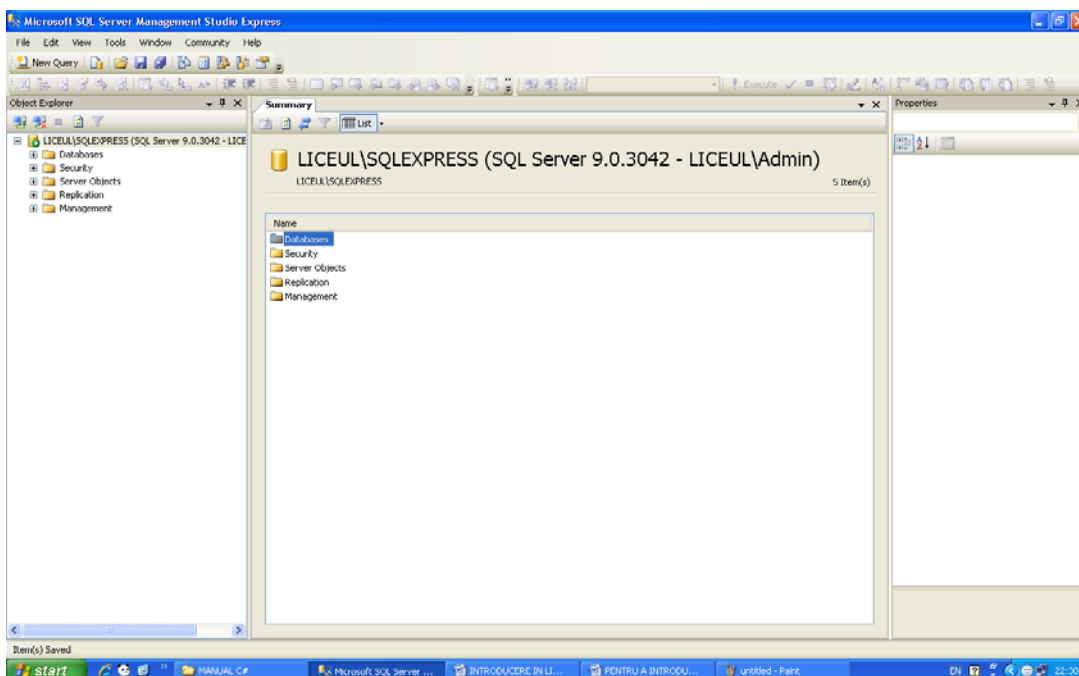 Microsoft SQL Server Management Studio Express
File Edit View Tools Window Community Help
New Query
Execute
Object Explorer
LICEUL\SQLEXPRESS (SQL Server 9.0.3042 - LICE
Databases
Security
Server Objects
Replication
Management
Summary
List
LICEUL\SQLEXPRESS (SQL Server 9.0.3042 - LICEUL\Admin)
LICEUL\SQLEXPRESS
5 Item(s)
Name
Databases
Security
Server Objects
Replication
Management
Properties
Item(s) Saved
start
MANUAL C#
Microsoft SQL Server ...
INTRODUCERE IN LI...
PENTRU A INTRODU...
untitled - Paint
EN
22:30